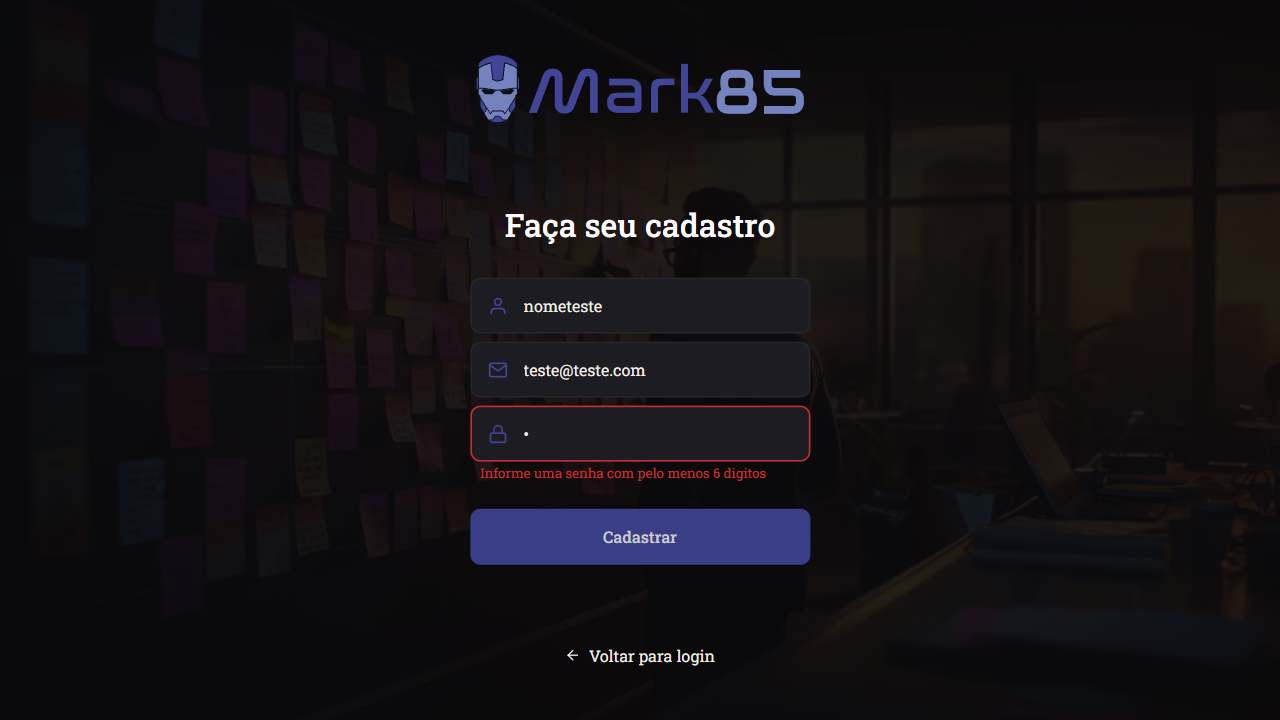 Mark85
Faça seu cadastro
nometeste
teste@teste.com
•
Informe uma senha com pelo menos 6 digitos
Cadastrar
← Voltar para login